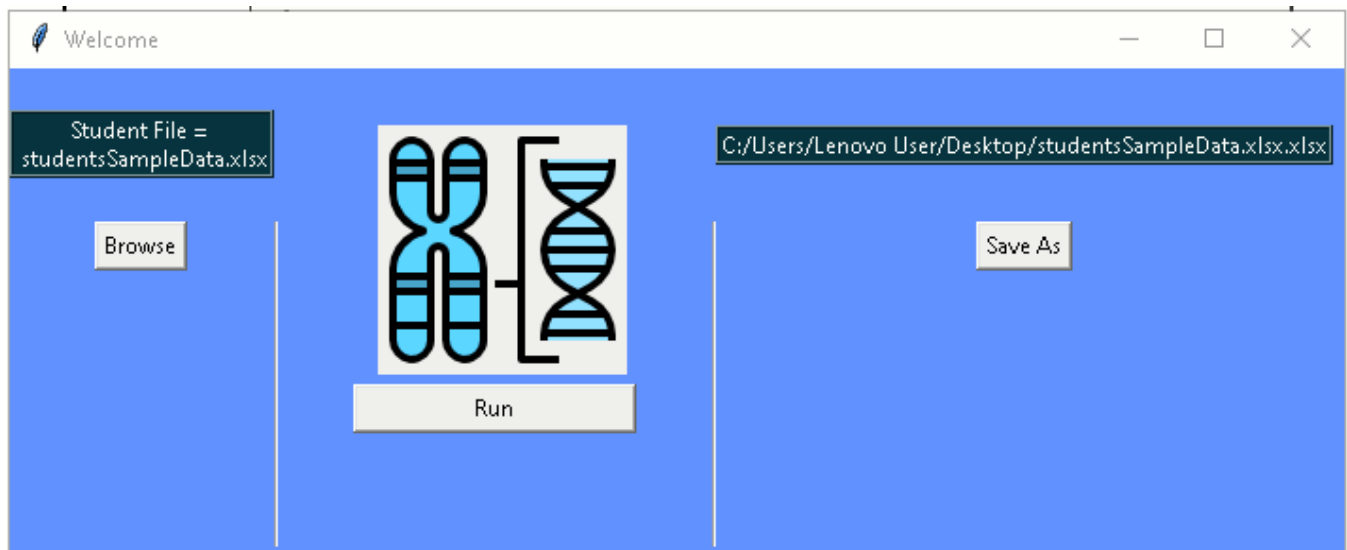 Welcome
Student File =
studentsSampleData.xlsx
C:/Users/Lenovo User/Desktop/studentsSampleData.xlsx.xlsx
Browse
Save As
Run